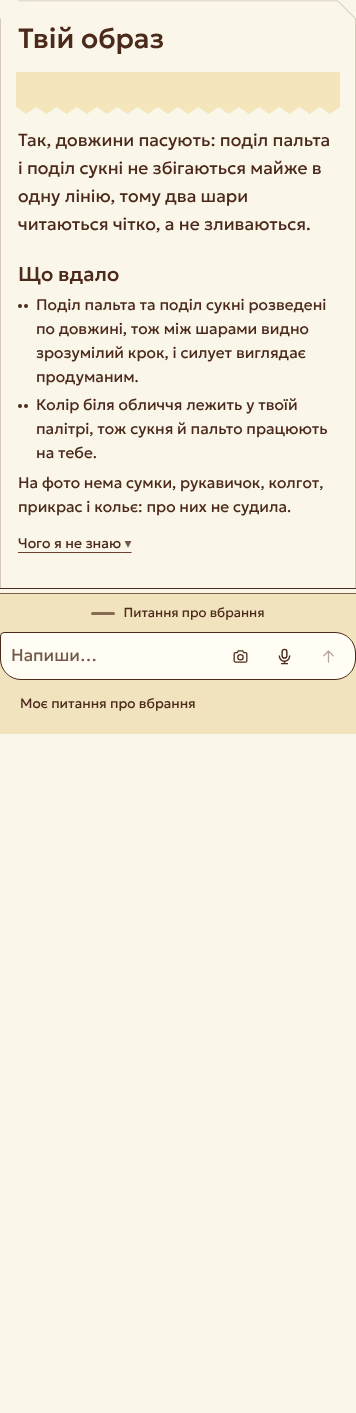 Твій образ
Так, довжини пасують: поділ пальта
і поділ сукні не збігаються майже в
одну лінію, тому два шари
читаються чітко, а не зливаються.
Що вдало
•• Поділ пальта та поділ сукні розведені
по довжині, тож між шарами видно
зрозумілий крок, і силует виглядає
продуманим.
•• Колір біля обличчя лежить у твоїй
палітрі, тож сукня й пальто працюють
на тебе.
На фото нема сумки, рукавичок, колгот,
прикрас і кольє: про них не судила.
Чого я не знаю ▾
Питання про вбрання
Напиши...
Моє питання про вбрання